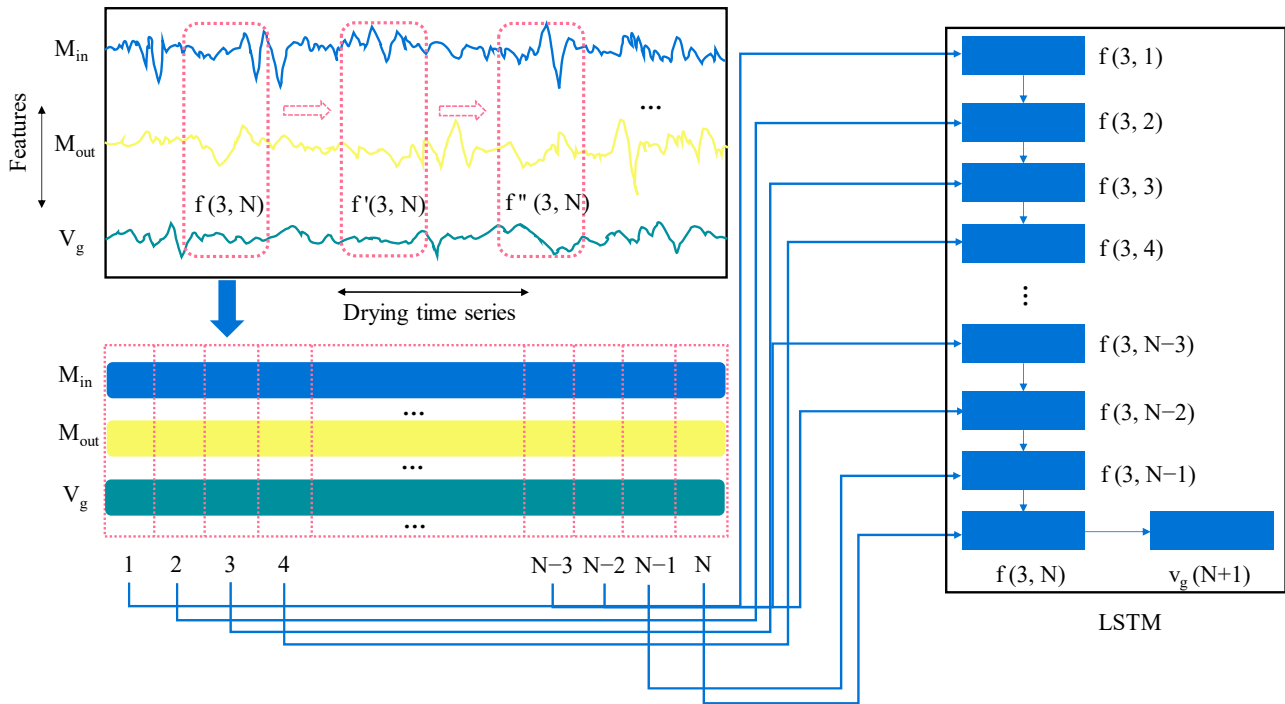 M_in
Features
M_out
f (3, N) f '(3, N) f " (3, N)
V_g
...
Drying time series
M_in
...
M_out
...
V_g
...
1 2 3 4 N−3 N−2 N−1 N
f (3, 1)
f (3, 2)
f (3, 3)
f (3, 4)
...
f (3, N−3)
f (3, N−2)
f (3, N−1)
f (3, N) v_g (N+1)
LSTM